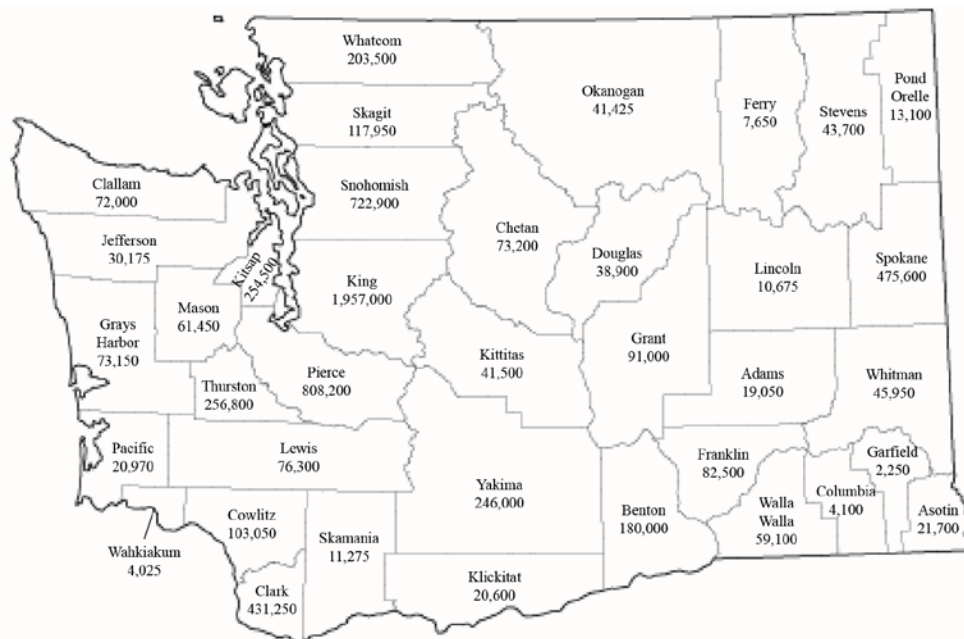 Whatcom
203,500
Okanogan
41,425
Ferry
7,650
Stevens
43,700
Pond
Orelle
13,100
Skagit
117,950
Clallam
72,000
Snohomish
722,900
Chetan
73,200
Jefferson
30,175
Kitsap
254,500
King
1,957,000
Douglas
38,900
Lincoln
10,675
Spokane
475,600
Mason
61,450
Grays
Harbor
73,150
Thurston
256,800
Pierce
808,200
Kittitas
41,500
Grant
91,000
Adams
19,050
Whitman
45,950
Pacific
20,970
Lewis
76,300
Yakima
246,000
Franklin
82,500
Garfield
2,250
Wahkiakum
4,025
Cowlitz
103,050
Skamania
11,275
Benton
180,000
Walla
Walla
59,100
Columbia
4,100
Asotin
21,700
Clark
431,250
Klickitat
20,600